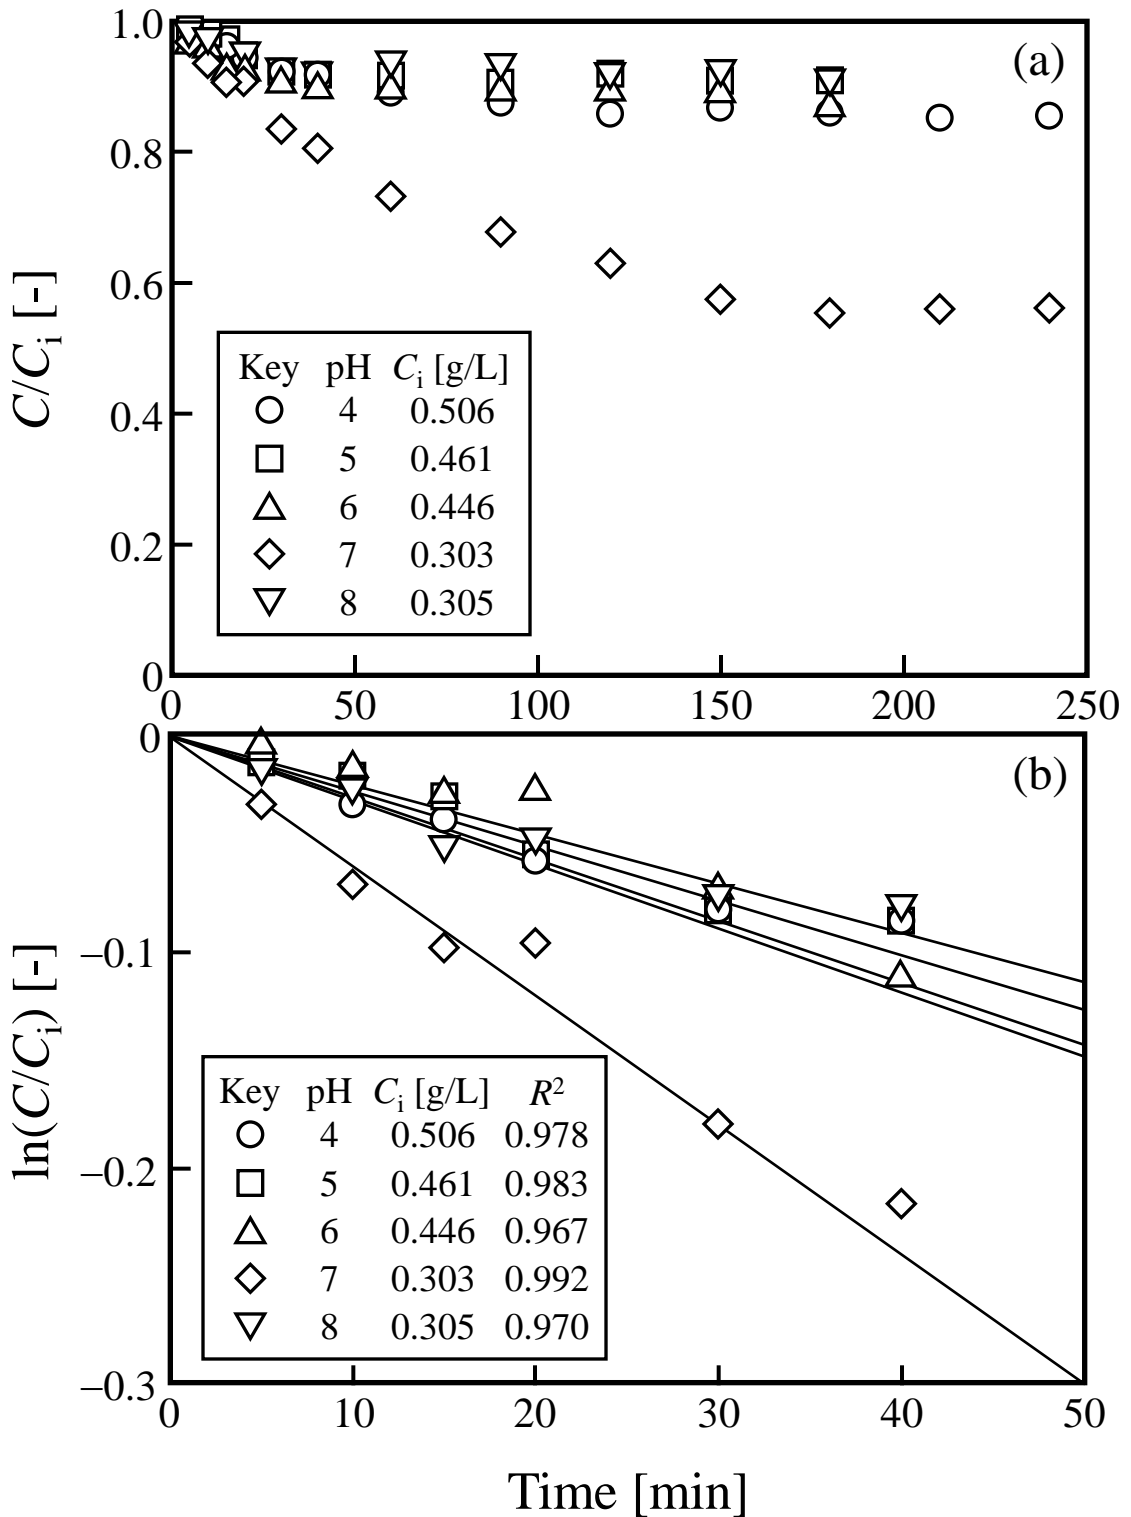 1.0
(a)
0.8
0.6
0.4
0.2
0
C/Ci [-]
Key pH Ci [g/L]
4 0.506
5 0.461
6 0.446
7 0.303
8 0.305
0 50 100 150 200 250
0
(b)
–0.1
–0.2
–0.3
ln(C/Ci) [-]
Key pH Ci [g/L] R²
4 0.506 0.978
5 0.461 0.983
6 0.446 0.967
7 0.303 0.992
8 0.305 0.970
0 10 20 30 40 50
Time [min]